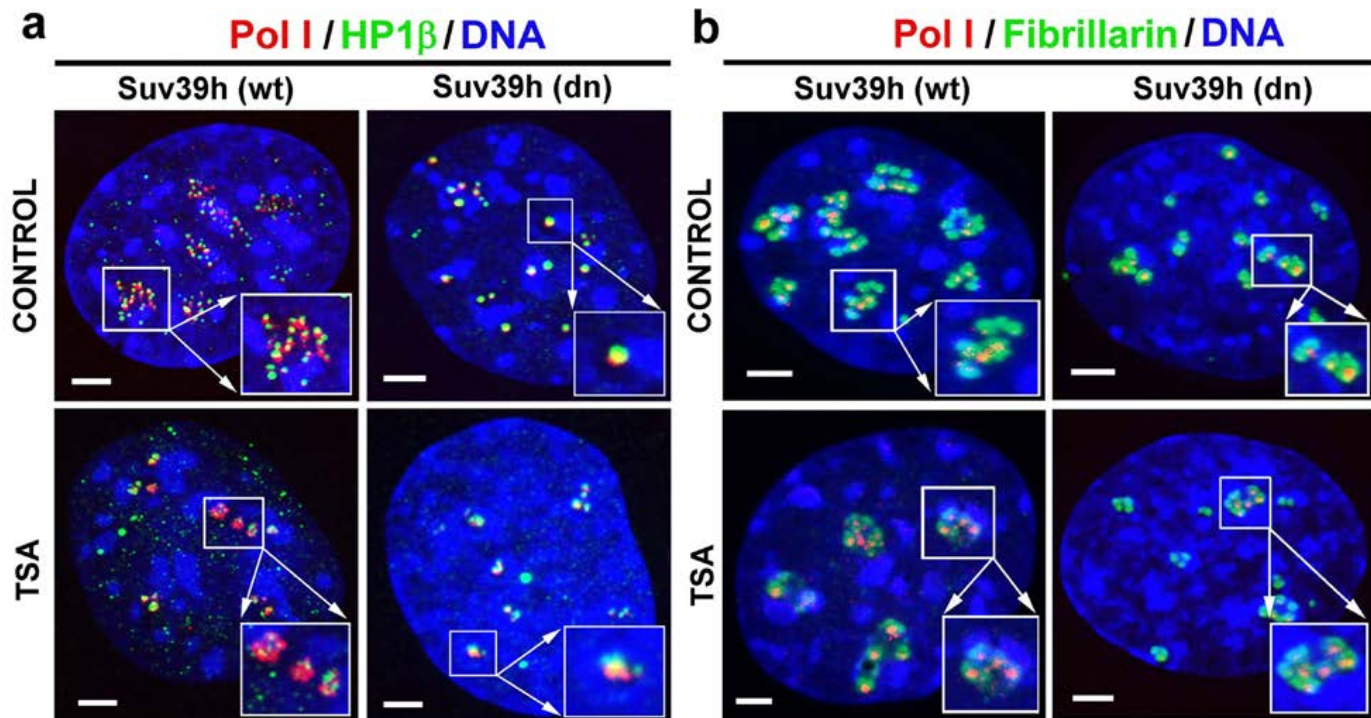 a
Pol I / HP1β / DNA
Suv39h (wt)
Suv39h (dn)
CONTROL
TSA
b
Pol I / Fibrillarin / DNA
Suv39h (wt)
Suv39h (dn)
CONTROL
TSA